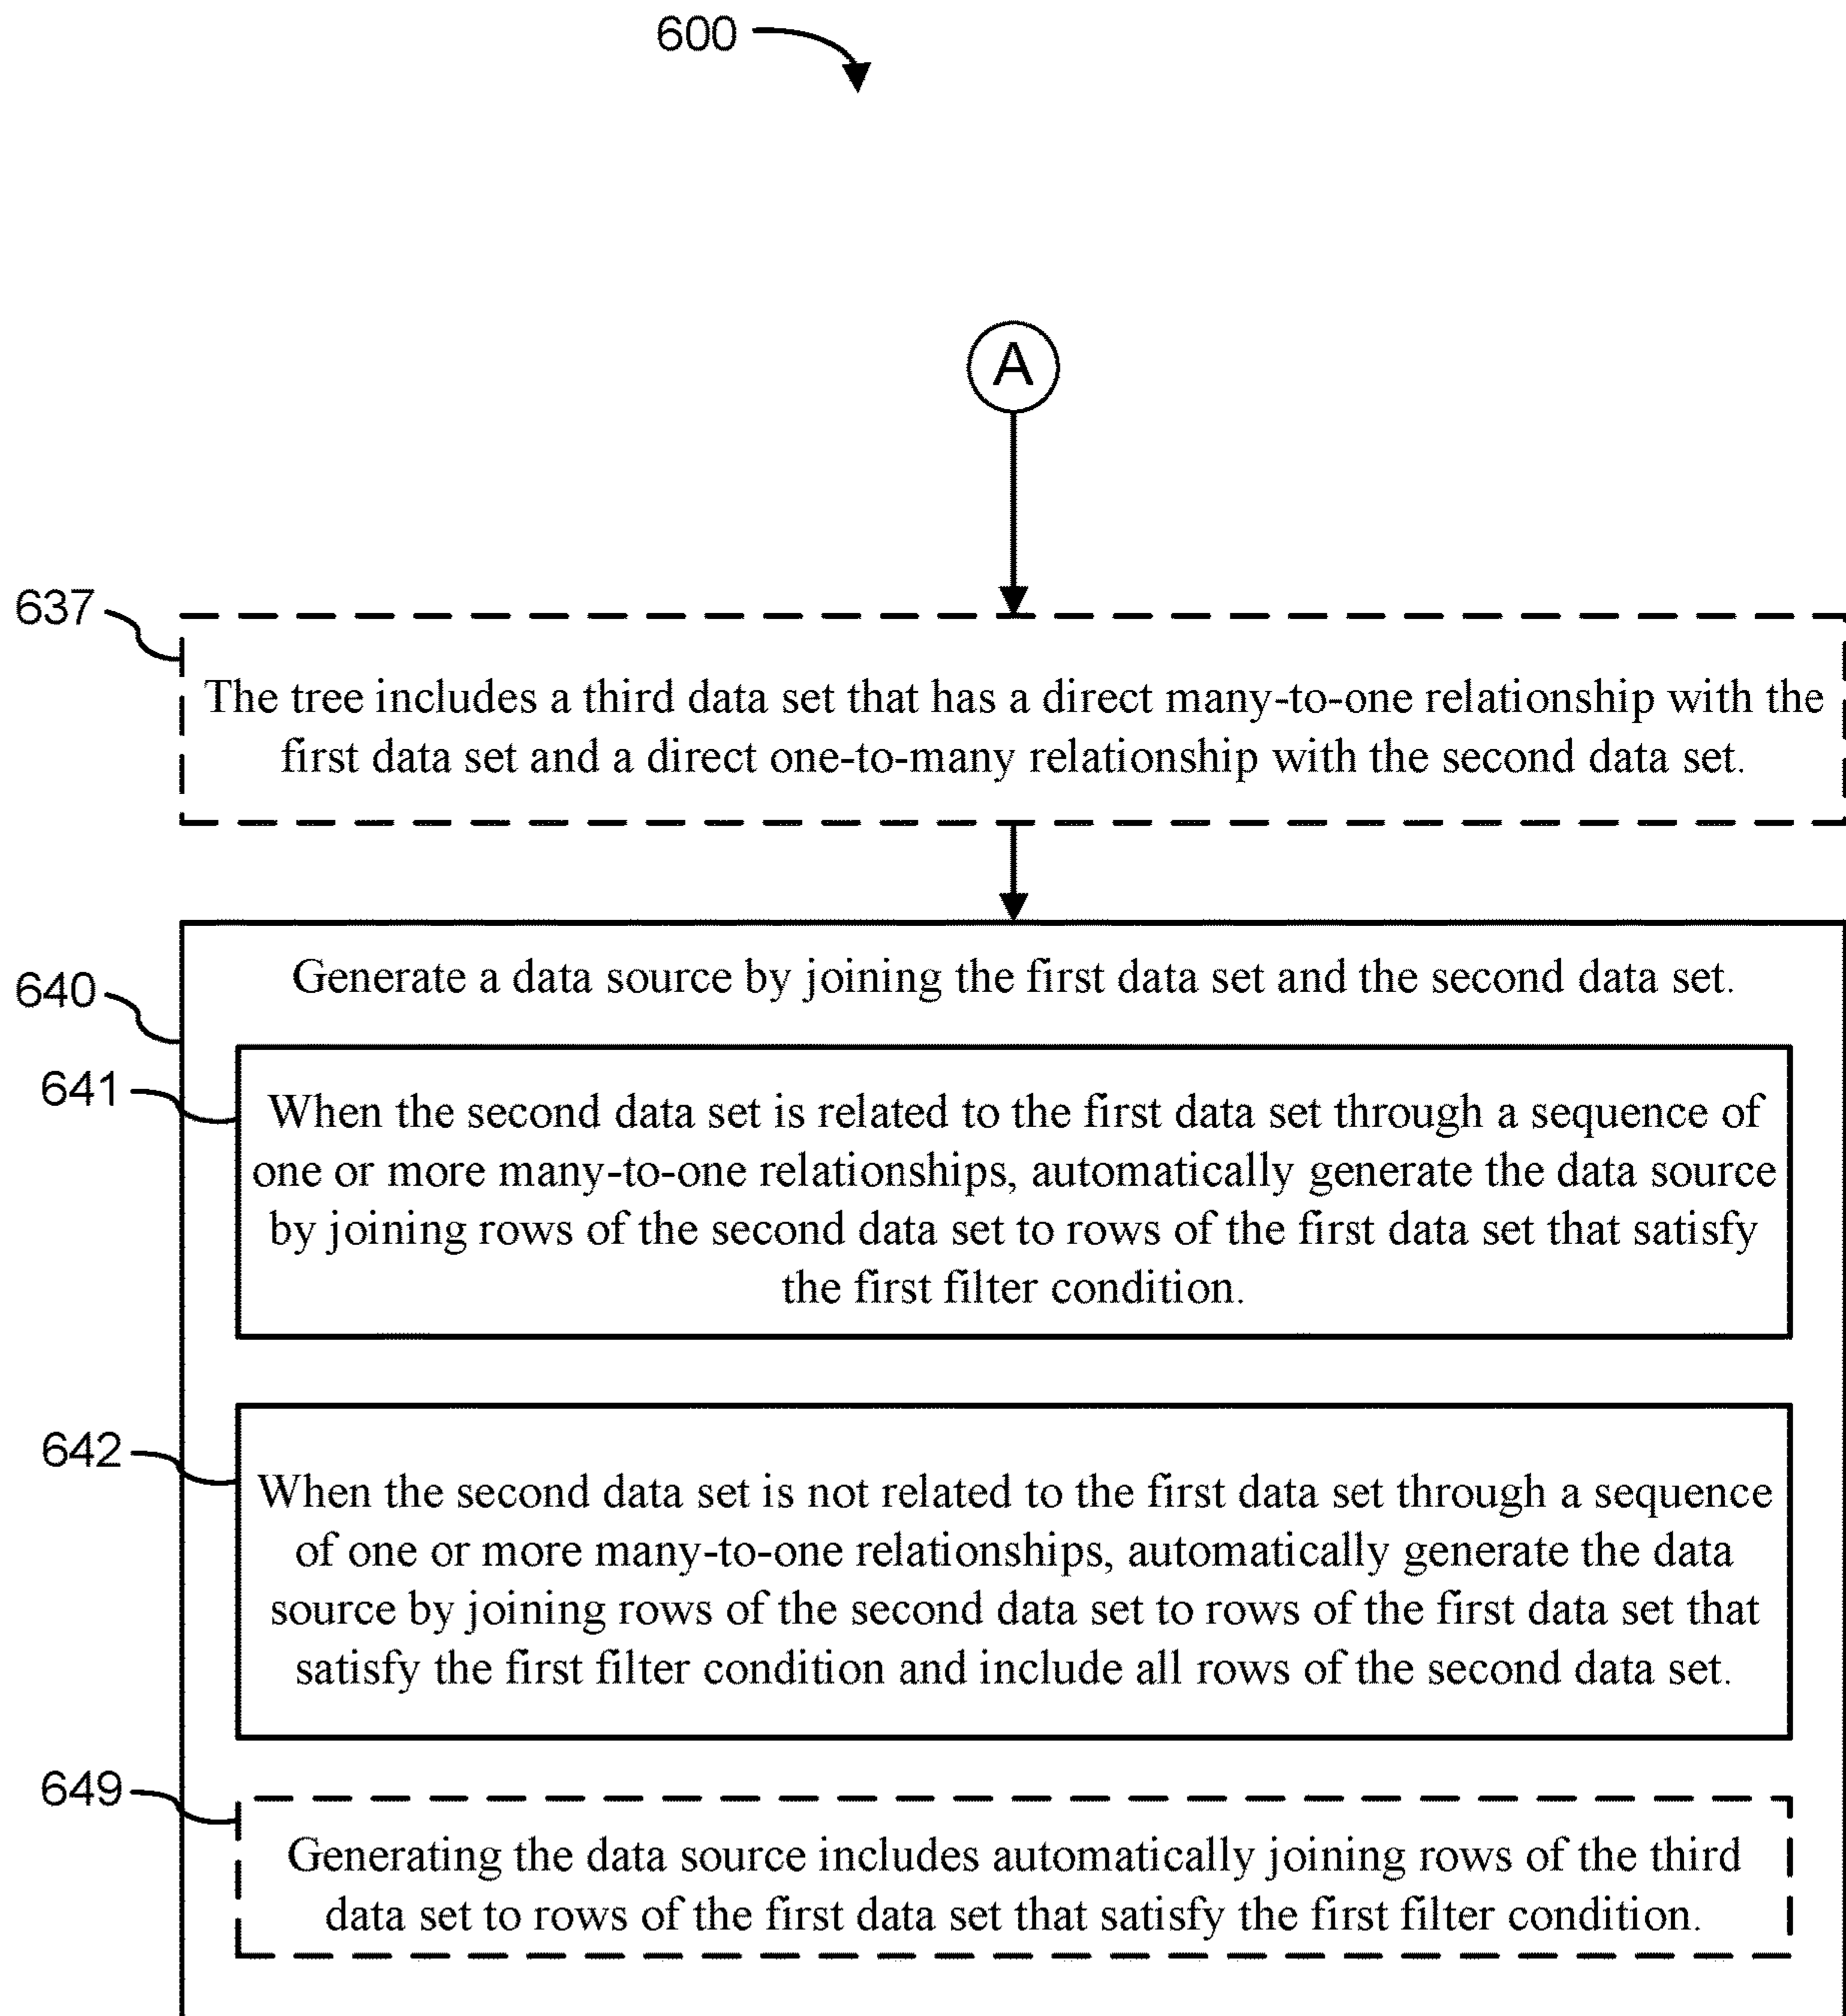 600
A
637
The tree includes a third data set that has a direct many-to-one relationship with the
first data set and a direct one-to-many relationship with the second data set.
640
Generate a data source by joining the first data set and the second data set.
641
When the second data set is related to the first data set through a sequence of
one or more many-to-one relationships, automatically generate the data source
by joining rows of the second data set to rows of the first data set that satisfy
the first filter condition.
642
When the second data set is not related to the first data set through a sequence
of one or more many-to-one relationships, automatically generate the data
source by joining rows of the second data set to rows of the first data set that
satisfy the first filter condition and include all rows of the second data set.
649
Generating the data source includes automatically joining rows of the third
data set to rows of the first data set that satisfy the first filter condition.